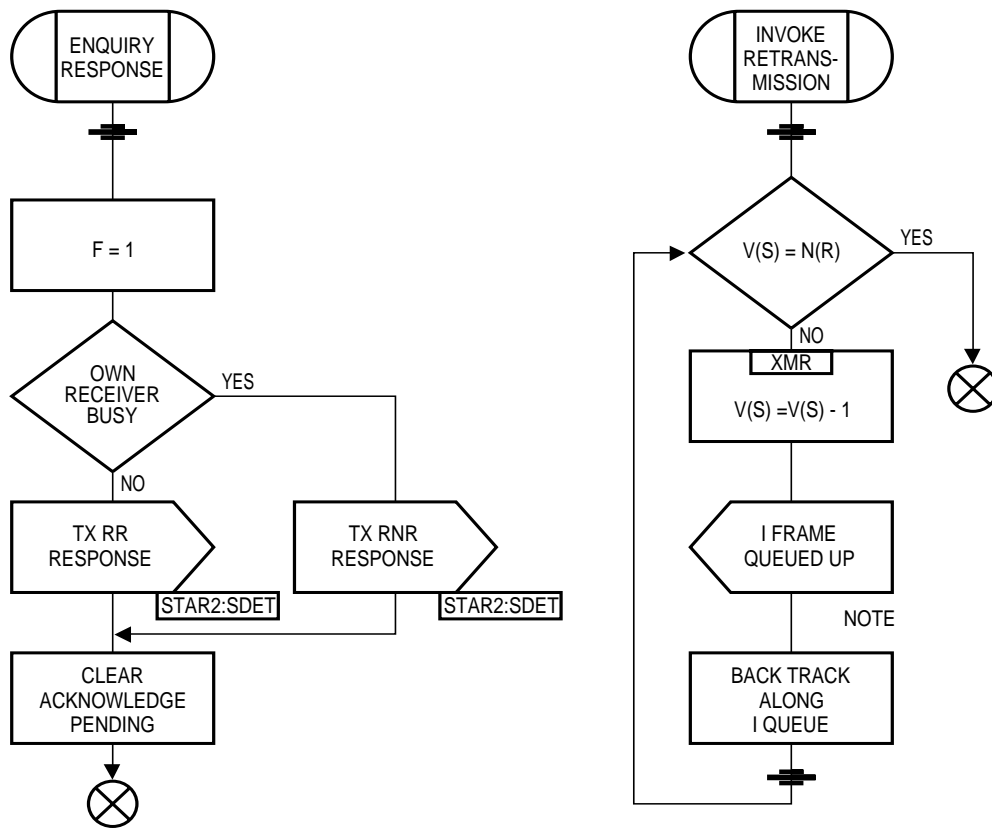 ENQUIRY
RESPONSE
F = 1
OWN
RECEIVER
BUSY
YES
NO
TX RR
RESPONSE
STAR2:SDET
TX RNR
RESPONSE
STAR2:SDET
CLEAR
ACKNOWLEDGE
PENDING
INVOKE
RETRANS-
MISSION
V(S) = N(R)
YES
NO
XMR
V(S) =V(S) - 1
I FRAME
QUEUED UP
NOTE
BACK TRACK
ALONG
I QUEUE